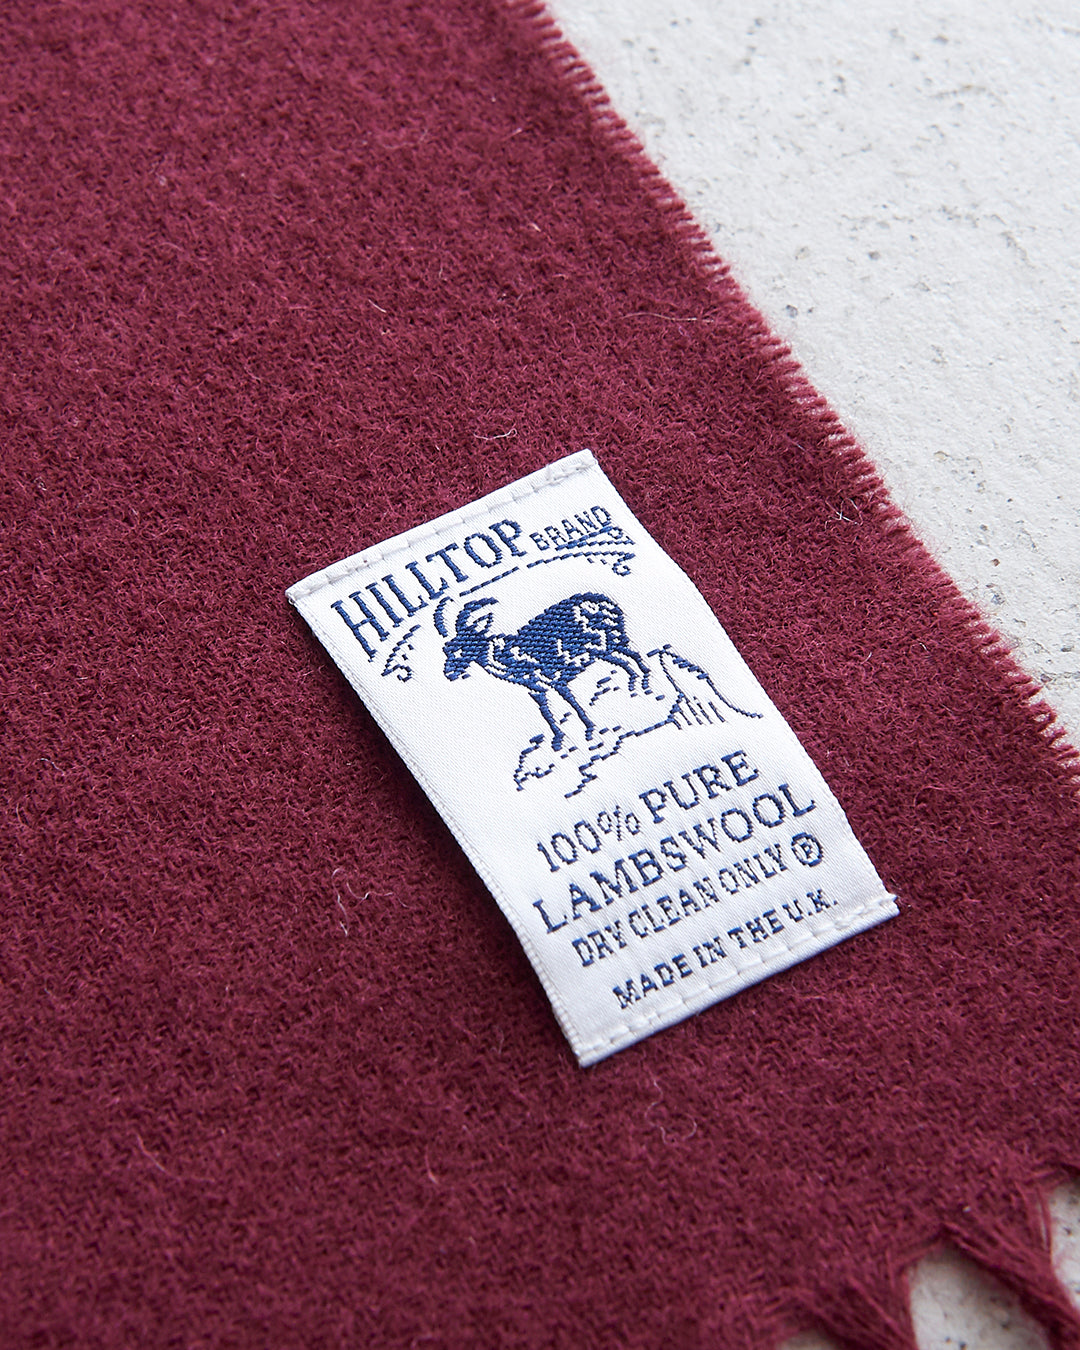 HILLTOP BRAND
100% PURE
LAMBSWOOL
DRY CLEAN ONLY Ⓟ
MADE IN THE U.K.